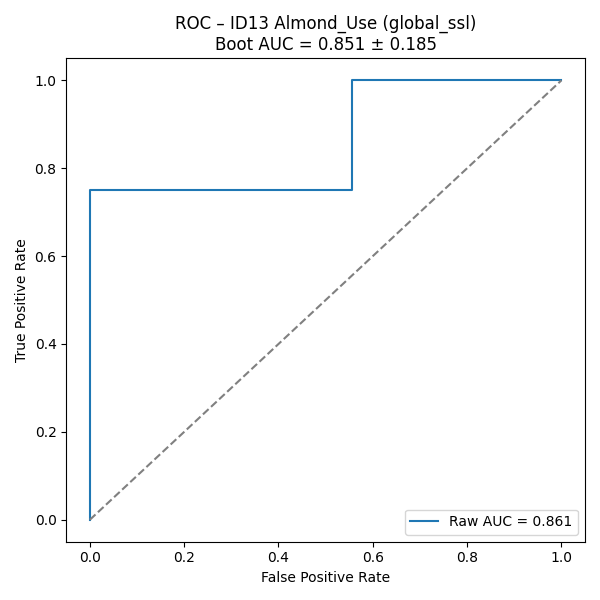 ROC – ID13 Almond_Use (global_ssl)
Boot AUC = 0.851 ± 0.185
True Positive Rate
1.0
0.8
0.6
0.4
0.2
0.0
Raw AUC = 0.861
0.0 0.2 0.4 0.6 0.8 1.0
False Positive Rate